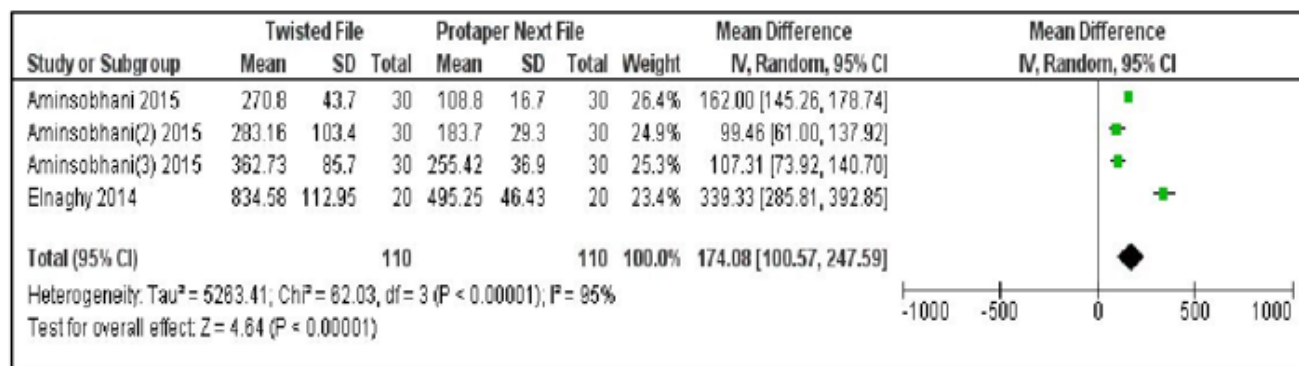 Twisted File Protaper Next File Mean Difference Mean Difference
Study or Subgroup Mean SD Total Mean SD Total Weight IV, Random, 95% CI IV, Random, 95% CI
Aminsobhani 2015 270.8 43.7 30 108.8 16.7 30 26.4% 162.00 [145.26, 178.74]
Aminsobhani(2) 2015 283.16 103.4 30 183.7 29.3 30 24.9% 99.46 [61.00, 137.92]
Aminsobhani(3) 2015 362.73 85.7 30 255.42 36.9 30 25.3% 107.31 [73.92, 140.70]
Elnaghy 2014 834.58 112.95 20 495.25 46.43 20 23.4% 339.33 [285.81, 392.85]
Total (95% CI) 110 110 100.0% 174.08 [100.57, 247.59]
Heterogeneity: Tau² = 5263.41; Chi² = 62.03, df = 3 (P < 0.00001); I² = 95%
Test for overall effect: Z = 4.64 (P < 0.00001)
-1000 -500 0 500 1000